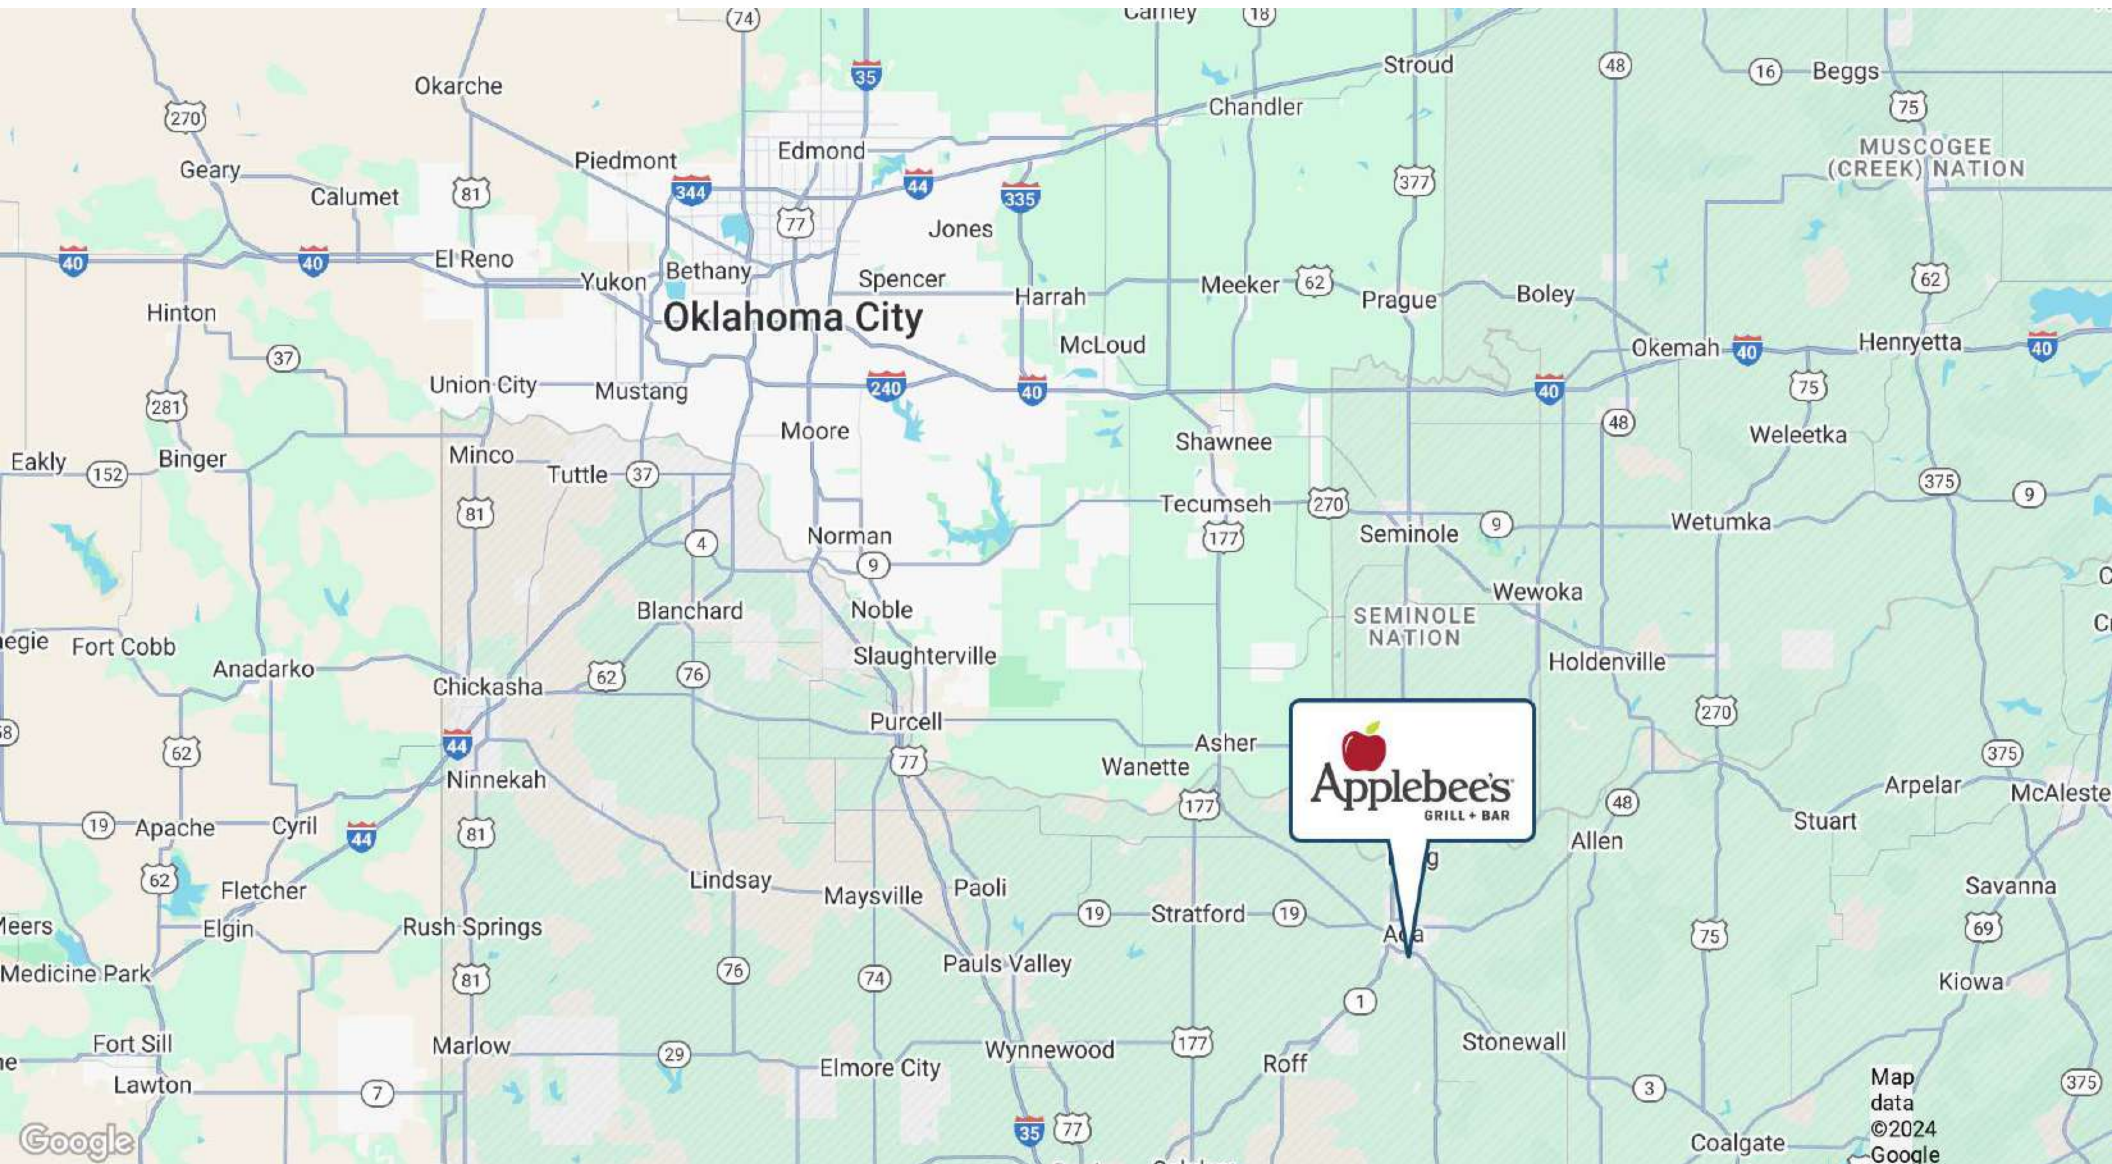 Carney
18
74
Stroud
48
16
Beggs
35
Okarche
75
270
Chandler
MUSCOGEE
(CREEK) NATION
Edmond
Piedmont
Geary
344
44
377
Calumet
81
335
77
Jones
40
40
El Reno
Yukon
Bethany
Spencer
Meeker
62
Prague
Boley
62
Harrah
Hinton
Oklahoma City
McLoud
Okemah
40
Henryetta
40
37
Union City
Mustang
240
40
40
75
281
48
Moore
Shawnee
Weleetka
Eakly
152
Binger
Minco
Tuttle
37
375
9
Tecumseh
270
81
Seminole
9
Wetumka
4
Norman
177
9
Wewoka
Blanchard
Noble
SEMINOLE
NATION
Fort Cobb
Slaughterville
Holdenville
Anadarko
Chickasha
62
76
270
Purcell
44
77
Asher
Wanette
375
Ninnekah
Applebee's
GRILL + BAR
Arpelar
McAleste
177
48
19
Apache
Cyril
44
81
Stuart
Allen
62
Fletcher
Lindsay
Maysville
Paoli
Savanna
19
Stratford
19
Elgin
Rush Springs
Ada
75
69
Medicine Park
81
76
74
Pauls Valley
Kiowa
1
Fort Sill
Marlow
29
Elmore City
Wynnewood
177
Roff
Stonewall
Lawton
7
3
375
35
77
Coalgate
Google
Map
data
©2024
Google